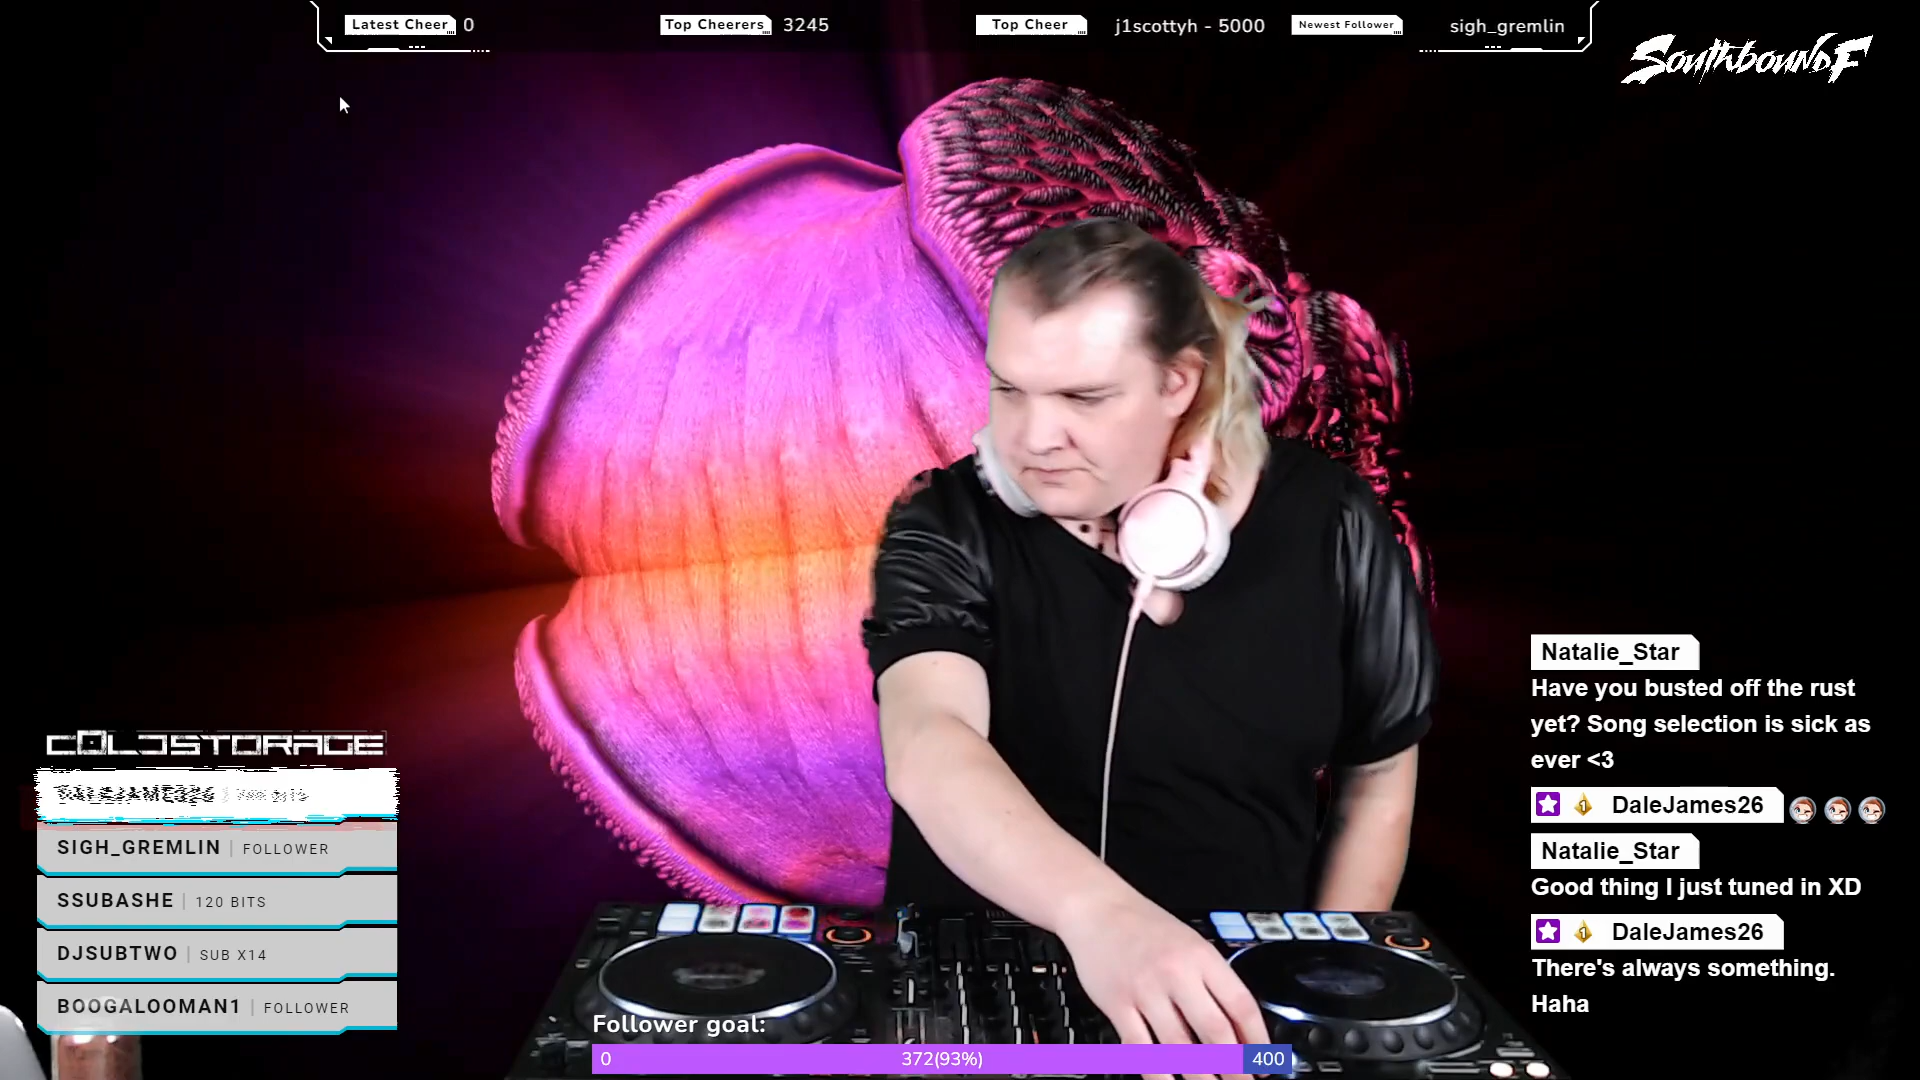 Latest Cheer 0
Top Cheerers 3245
Top Cheer j1scottyh - 5000
Newest Follower sigh_gremlin
SouthboundF
Natalie_Star
Have you busted off the rust
yet? Song selection is sick as
ever <3
DaleJames26
Natalie_Star
Good thing I just tuned in XD
DaleJames26
There's always something.
Haha
COLDSTORAGE
SIGH_GREMLIN | FOLLOWER
SSUBASHE | 120 BITS
DJSUBTWO | SUB X14
BOOGALOOMAN1 | FOLLOWER
Follower goal:
0 372(93%) 400